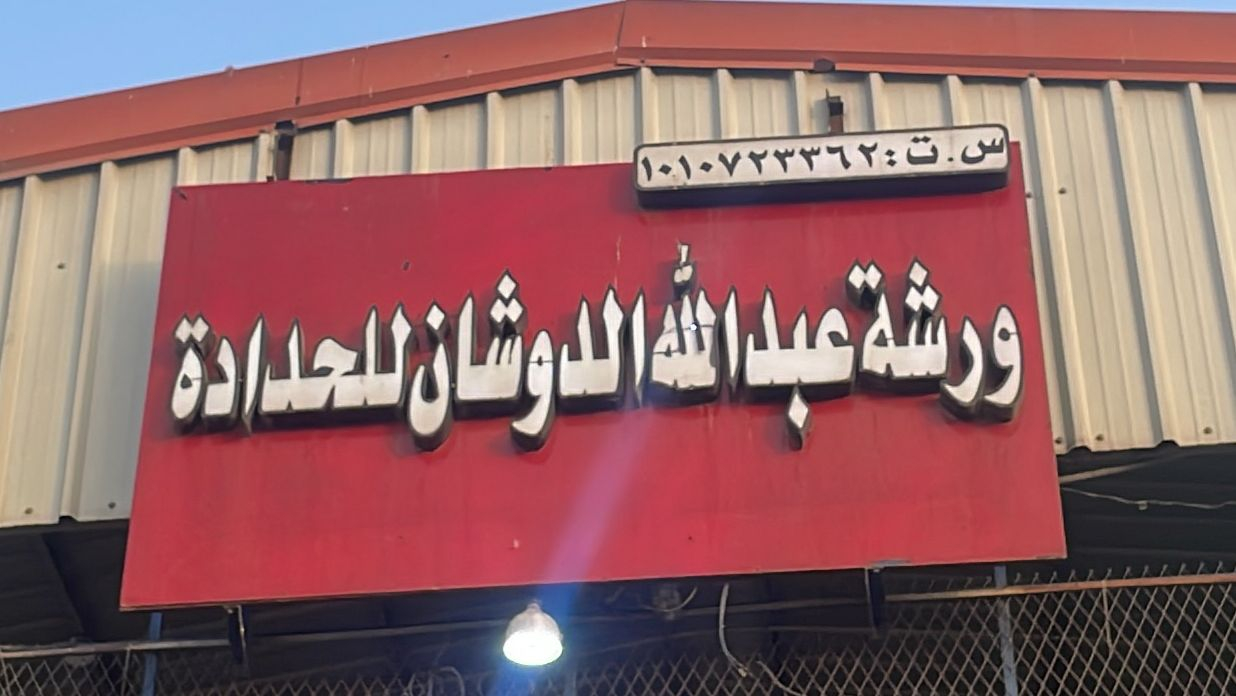 س.ت: ١٠١٠٧٢٣٣٦٢
ورشة عبدالله الدوشان للحدادة